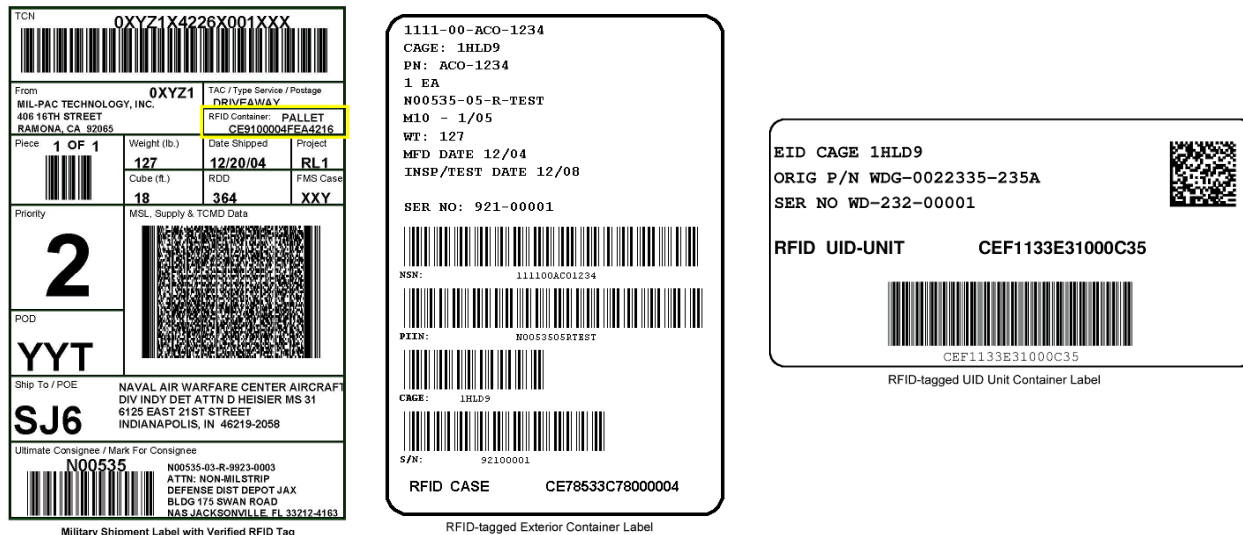 TCN
0XYZ1X4226X001XXX
From
0XYZ1
MIL-PAC TECHNOLOGY, INC.
406 16TH STREET
RAMONA, CA 92065
TAC / Type Service / Postage
DRIVEAWAY
RFID Container: PALLET
CE9100004FEA4216
Piece 1 OF 1
Weight (lb.)
127
Date Shipped
12/20/04
Project
RL1
Cube (ft.)
18
RDD
364
FMS Case
XXY
Priority
2
MSL, Supply & TCMD Data
POD
YYT
Ship To / POE
SJ6
NAVAL AIR WARFARE CENTER AIRCRAFT
DIV INDY DET ATTN D HEISIER MS 31
6125 EAST 21ST STREET
INDIANAPOLIS, IN 46219-2058
Ultimate Consignee / Mark For Consignee
N00535
N00535-03-R-9923-0003
ATTN: NON-MILSTRIP
DEFENSE DIST DEPOT JAX
BLDG 175 SWAN ROAD
NAS JACKSONVILLE, FL 33212-4163
Military Shipment Label with Verified RFID Tag
1111-00-ACO-1234
CAGE: 1HLD9
PN: ACO-1234
1 EA
N00535-05-R-TEST
M10 - 1/05
WT: 127
MFD DATE 12/04
INSP/TEST DATE 12/08
SER NO: 921-00001
NSN: 111100AC01234
PIIN: N0053505RTEST
CAGE: 1HLD9
S/N: 92100001
RFID CASE CE78533C78000004
RFID-tagged Exterior Container Label
EID CAGE 1HLD9
ORIG P/N WDG-0022335-235A
SER NO WD-232-00001
RFID UID-UNIT CEF1133E31000C35
CEF1133E31000C35
RFID-tagged UID Unit Container Label